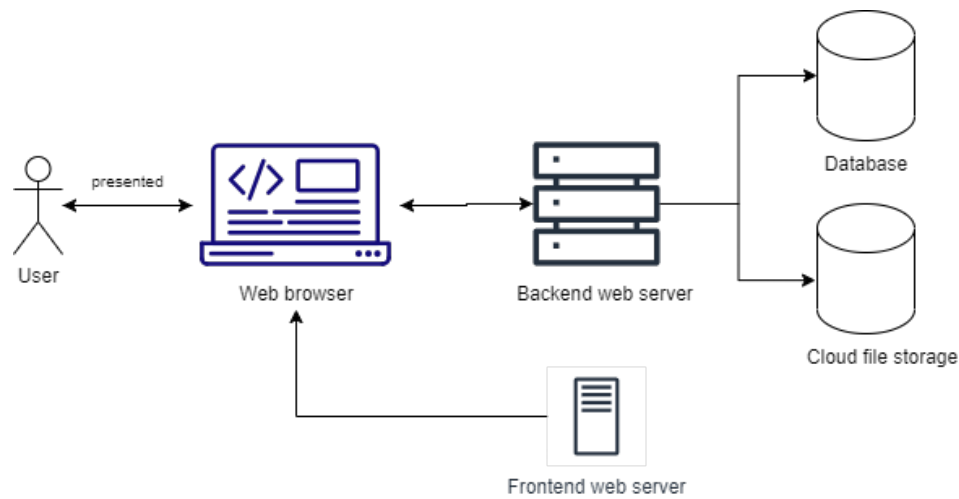 presented
User
Web browser
Backend web server
Database
Cloud file storage
Frontend web server